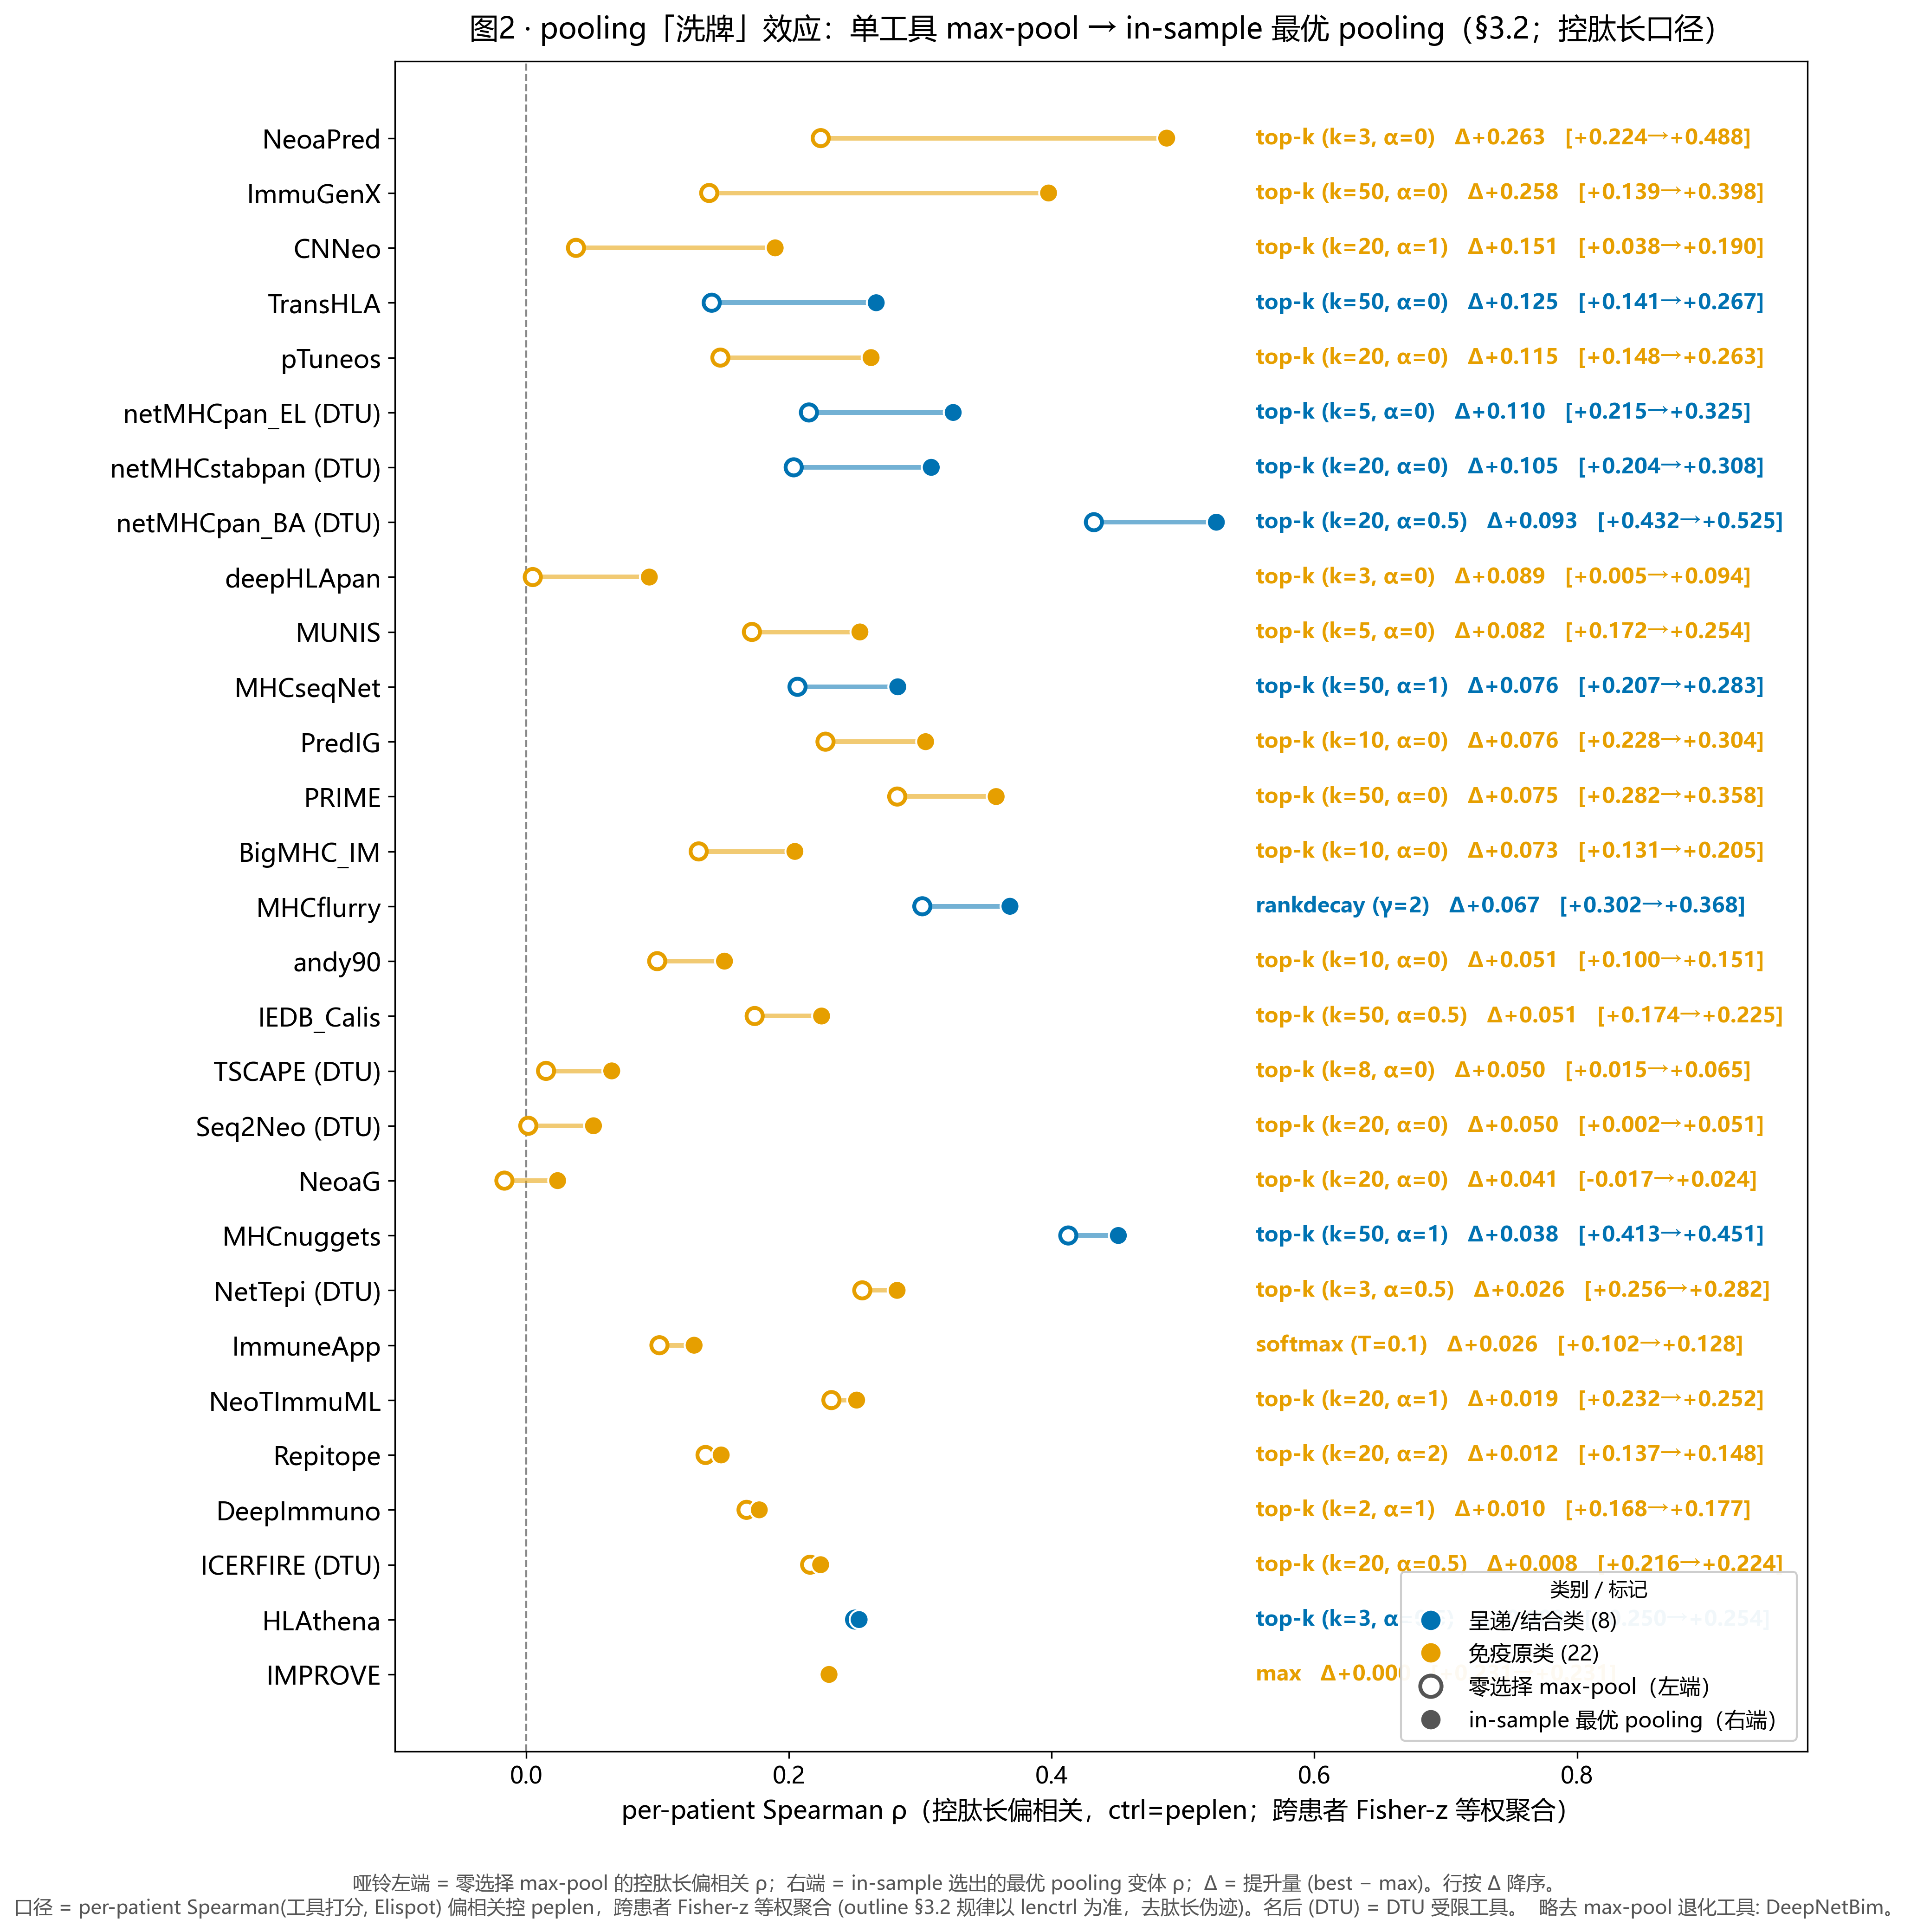 图2 · pooling「洗牌」效应：单工具 max-pool → in-sample 最优 pooling（§3.2；控肽长口径）
NeoaPred top-k (k=3, α=0) Δ+0.263 [+0.224→+0.488]
ImmuGenX top-k (k=50, α=0) Δ+0.258 [+0.139→+0.398]
CNNeo top-k (k=20, α=1) Δ+0.151 [+0.038→+0.190]
TransHLA top-k (k=50, α=0) Δ+0.125 [+0.141→+0.267]
pTuneos top-k (k=20, α=0) Δ+0.115 [+0.148→+0.263]
netMHCpan_EL (DTU) top-k (k=5, α=0) Δ+0.110 [+0.215→+0.325]
netMHCstabpan (DTU) top-k (k=20, α=0) Δ+0.105 [+0.204→+0.308]
netMHCpan_BA (DTU) top-k (k=20, α=0.5) Δ+0.093 [+0.432→+0.525]
deepHLApan top-k (k=3, α=0) Δ+0.089 [+0.005→+0.094]
MUNIS top-k (k=5, α=0) Δ+0.082 [+0.172→+0.254]
MHCseqNet top-k (k=50, α=1) Δ+0.076 [+0.207→+0.283]
PredIG top-k (k=10, α=0) Δ+0.076 [+0.228→+0.304]
PRIME top-k (k=50, α=0) Δ+0.075 [+0.282→+0.358]
BigMHC_IM top-k (k=10, α=0) Δ+0.073 [+0.131→+0.205]
MHCflurry rankdecay (γ=2) Δ+0.067 [+0.302→+0.368]
andy90 top-k (k=10, α=0) Δ+0.051 [+0.100→+0.151]
IEDB_Calis top-k (k=50, α=0.5) Δ+0.051 [+0.174→+0.225]
TSCAPE (DTU) top-k (k=8, α=0) Δ+0.050 [+0.015→+0.065]
Seq2Neo (DTU) top-k (k=20, α=0) Δ+0.050 [+0.002→+0.051]
NeoaG top-k (k=20, α=0) Δ+0.041 [-0.017→+0.024]
MHCnuggets top-k (k=50, α=1) Δ+0.038 [+0.413→+0.451]
NetTepi (DTU) top-k (k=3, α=0.5) Δ+0.026 [+0.256→+0.282]
ImmuneApp softmax (T=0.1) Δ+0.026 [+0.102→+0.128]
NeoTImmuML top-k (k=20, α=1) Δ+0.019 [+0.232→+0.252]
Repitope top-k (k=20, α=2) Δ+0.012 [+0.137→+0.148]
DeepImmuno top-k (k=2, α=1) Δ+0.010 [+0.168→+0.177]
ICERFIRE (DTU) top-k (k=20, α=0.5) Δ+0.008 [+0.216→+0.224]
HLAthena top-k (k=3, α .250→+0.254]
IMPROVE max Δ+0.000
类别 / 标记
呈递/结合类 (8)
免疫原类 (22)
零选择 max-pool（左端）
in-sample 最优 pooling（右端）
0.0 0.2 0.4 0.6 0.8
per-patient Spearman ρ（控肽长偏相关，ctrl=peplen；跨患者 Fisher-z 等权聚合）
哑铃左端 = 零选择 max-pool 的控肽长偏相关 ρ；右端 = in-sample 选出的最优 pooling 变体 ρ；Δ = 提升量 (best − max)。行按 Δ 降序。
口径 = per-patient Spearman(工具打分, Elispot) 偏相关控 peplen，跨患者 Fisher-z 等权聚合 (outline §3.2 规律以 lenctrl 为准，去肽长伪迹)。名后 (DTU) = DTU 受限工具。 略去 max-pool 退化工具: DeepNetBim。